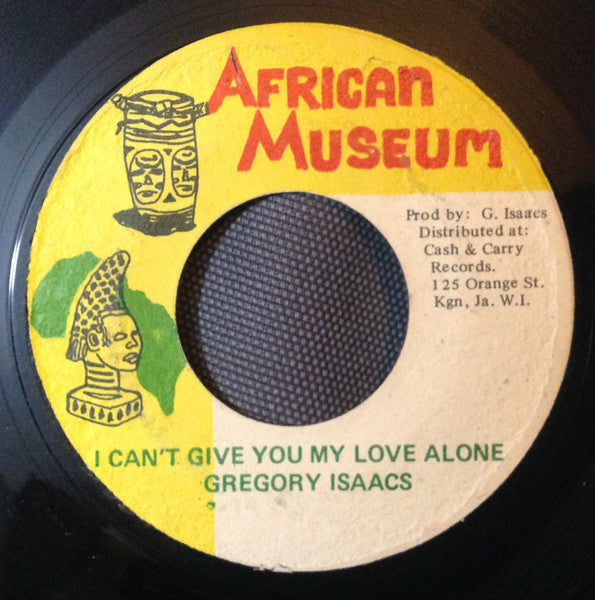 AFRICAN
MUSEUM
Prod by: G. Isaacs
Distributed at:
Cash & Carry
Records.
125 Orange St.
Kgn, Ja. W.I.
I CAN'T GIVE YOU MY LOVE ALONE
GREGORY ISAACS